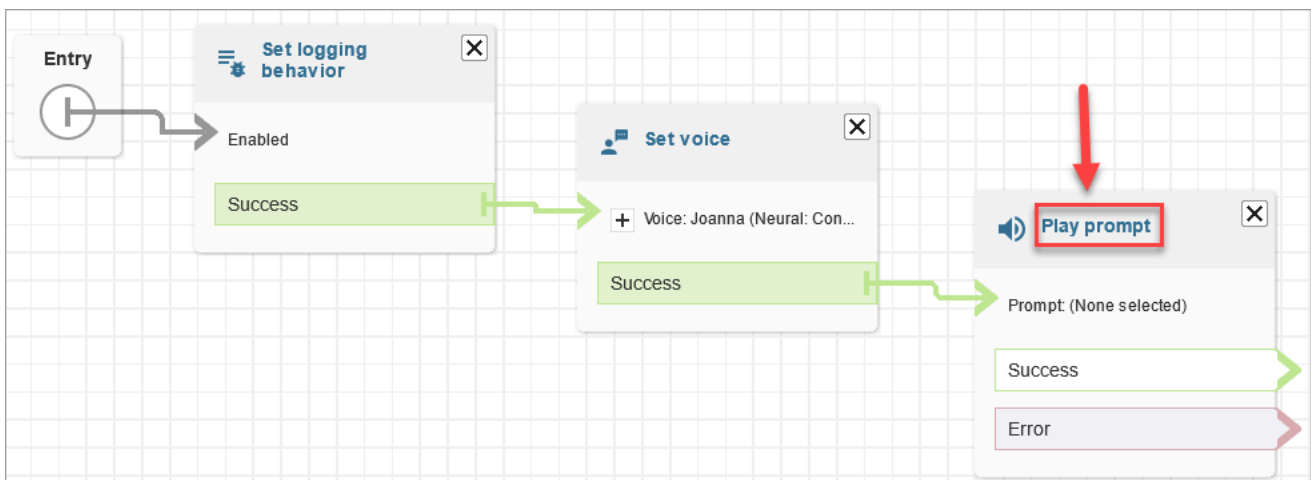 Entry
Set logging
behavior
Enabled
Success
Set voice
Voice: Joanna (Neural: Con...
Success
Play prompt
Prompt: (None selected)
Success
Error